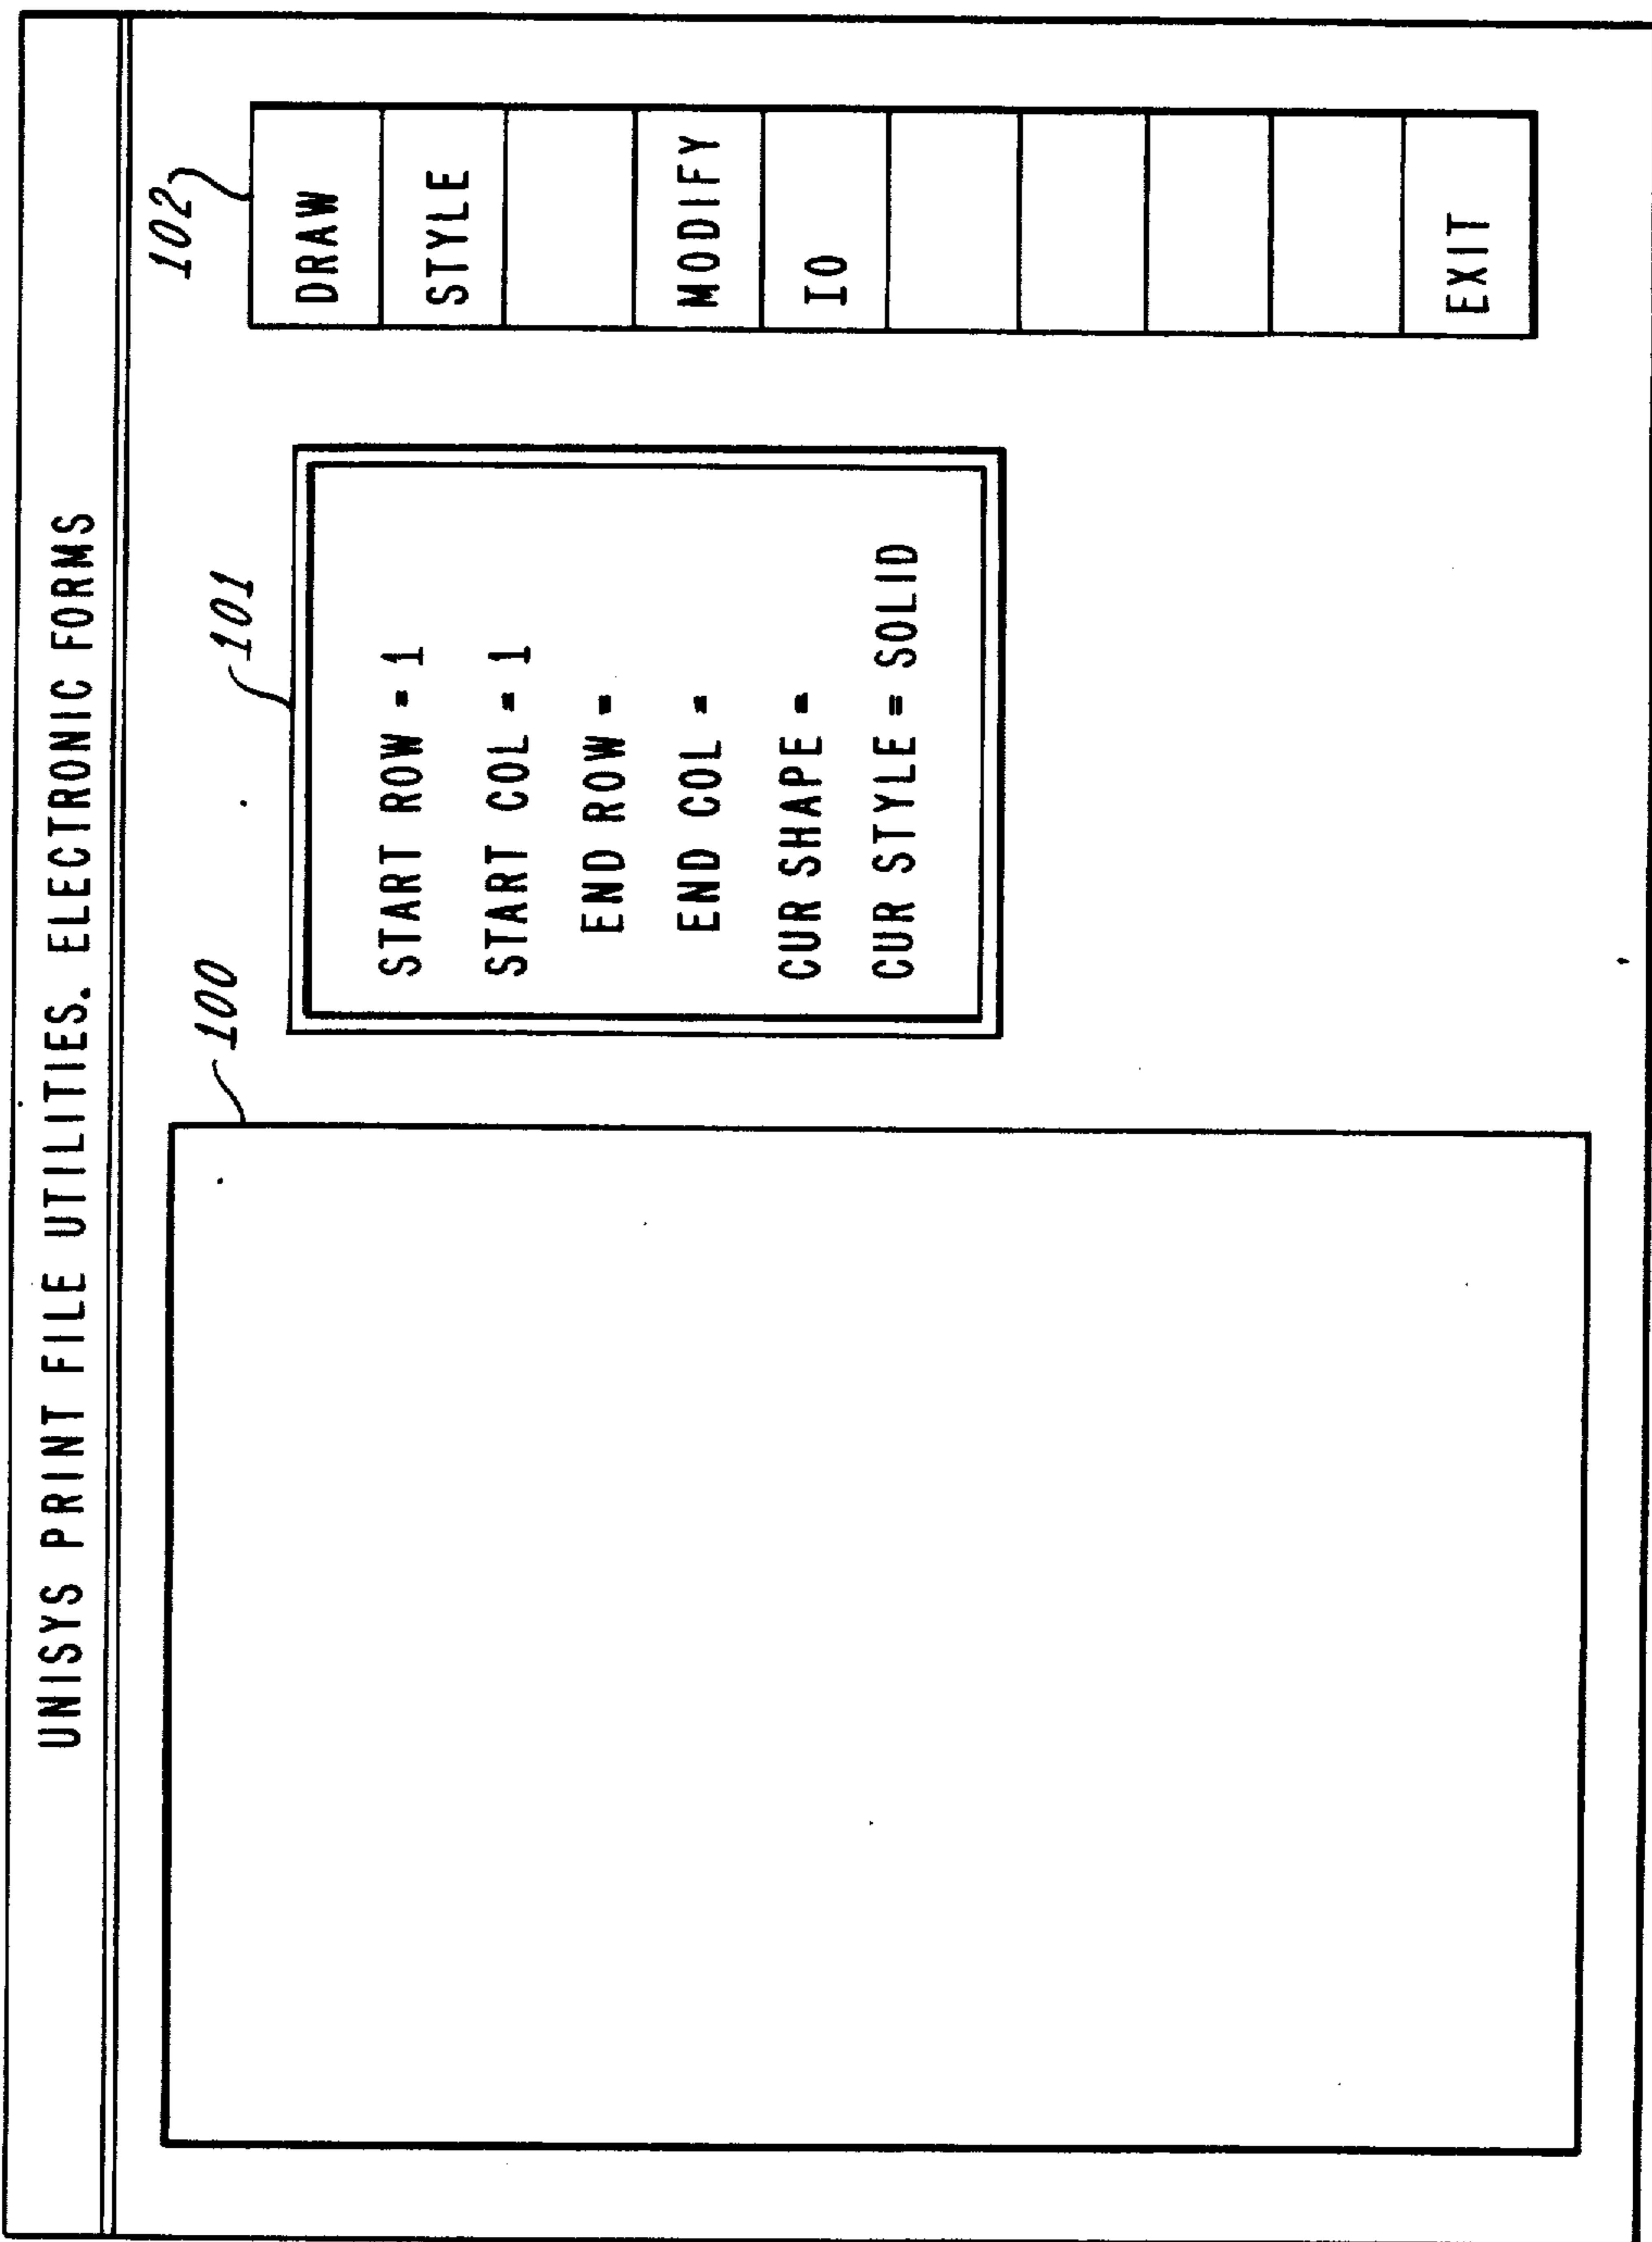 UNISYS PRINT FILE UTILITIES. ELECTRONIC FORMS
100
101
START ROW = 1
START COL = 1
END ROW =
END COL =
CUR SHAPE =
CUR STYLE = SOLID
102
DRAW
STYLE
MODIFY
IO
EXIT